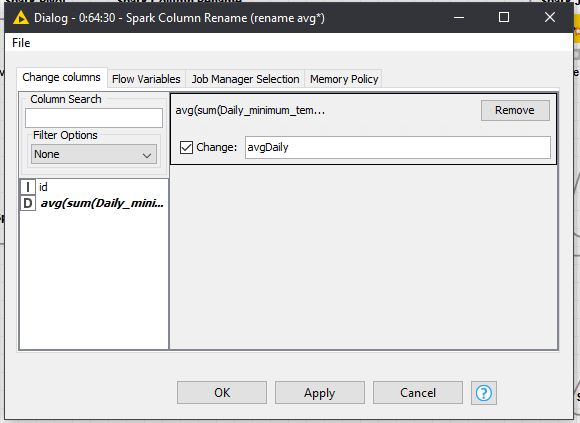 Dialog - 0:64:30 - Spark Column Rename (rename avg*)
File
Change columns
Flow Variables
Job Manager Selection
Memory Policy
Column Search
Filter Options
None
I id
D avg(sum(Daily_mini...
avg(sum(Daily_minimum_tem...
Remove
Change:
avgDaily
OK
Apply
Cancel
?